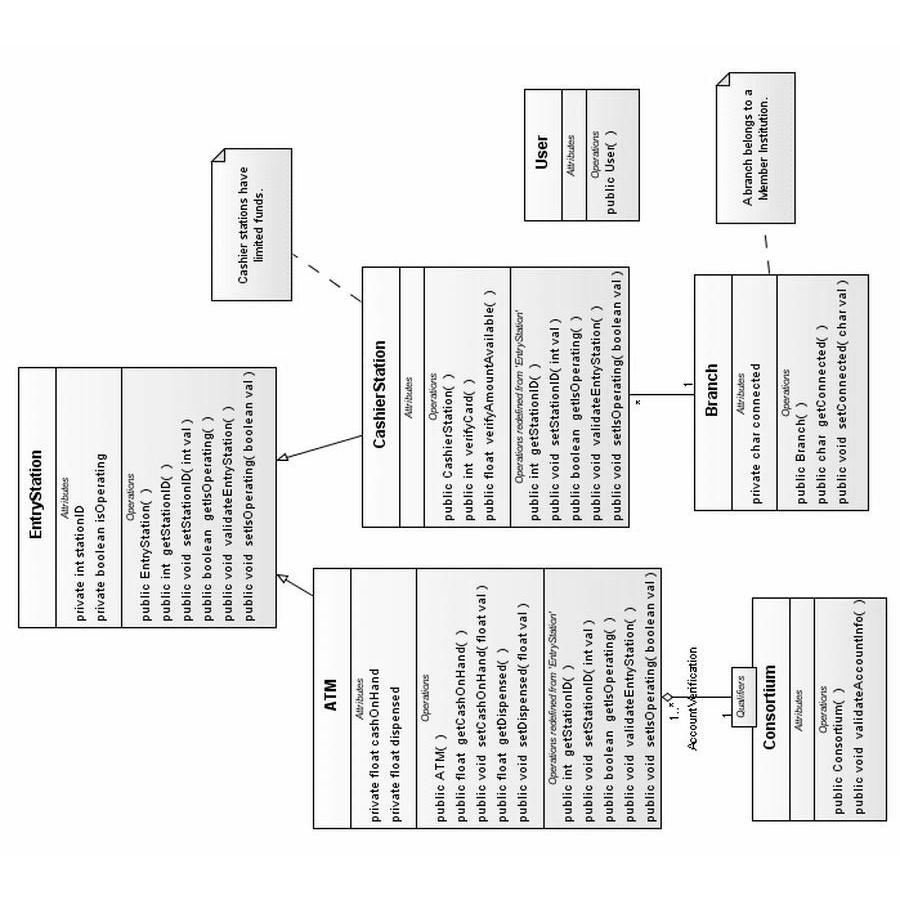 EntryStation
Attributes
private int stationID
private boolean isOperating
Operations
public EntryStation( )
public int getStationID( )
public void setStationID( int val )
public boolean getIsOperating( )
public void validateEntryStation( )
public void setIsOperating( boolean val )
Cashier stations have
limited funds.
ATM
Attributes
private float cashOnHand
private float dispensed
Operations
public ATM( )
public float getCashOnHand( )
public void setCashOnHand( float val )
public float getDispensed( )
public void setDispensed( float val )
Operations redefined from 'EntryStation'
public int getStationID( )
public void setStationID( int val )
public boolean getIsOperating( )
public void validateEntryStation( )
public void setIsOperating( boolean val )
CashierStation
Attributes
Operations
public CashierStation( )
public int verifyCard( )
public float verifyAmountAvailable( )
Operations redefined from 'EntryStation'
public int getStationID( )
public void setStationID( int val )
public boolean getIsOperating( )
public void validateEntryStation( )
public void setIsOperating( boolean val )
User
Attributes
Operations
public User( )
1..*
AccountVerification
1
Qualifiers
*
1
Consortium
Attributes
Operations
public Consortium( )
public void validateAccountInfo( )
Branch
Attributes
private char connected
Operations
public Branch( )
public char getConnected( )
public void setConnected( char val )
A branch belongs to a
Member Institution.